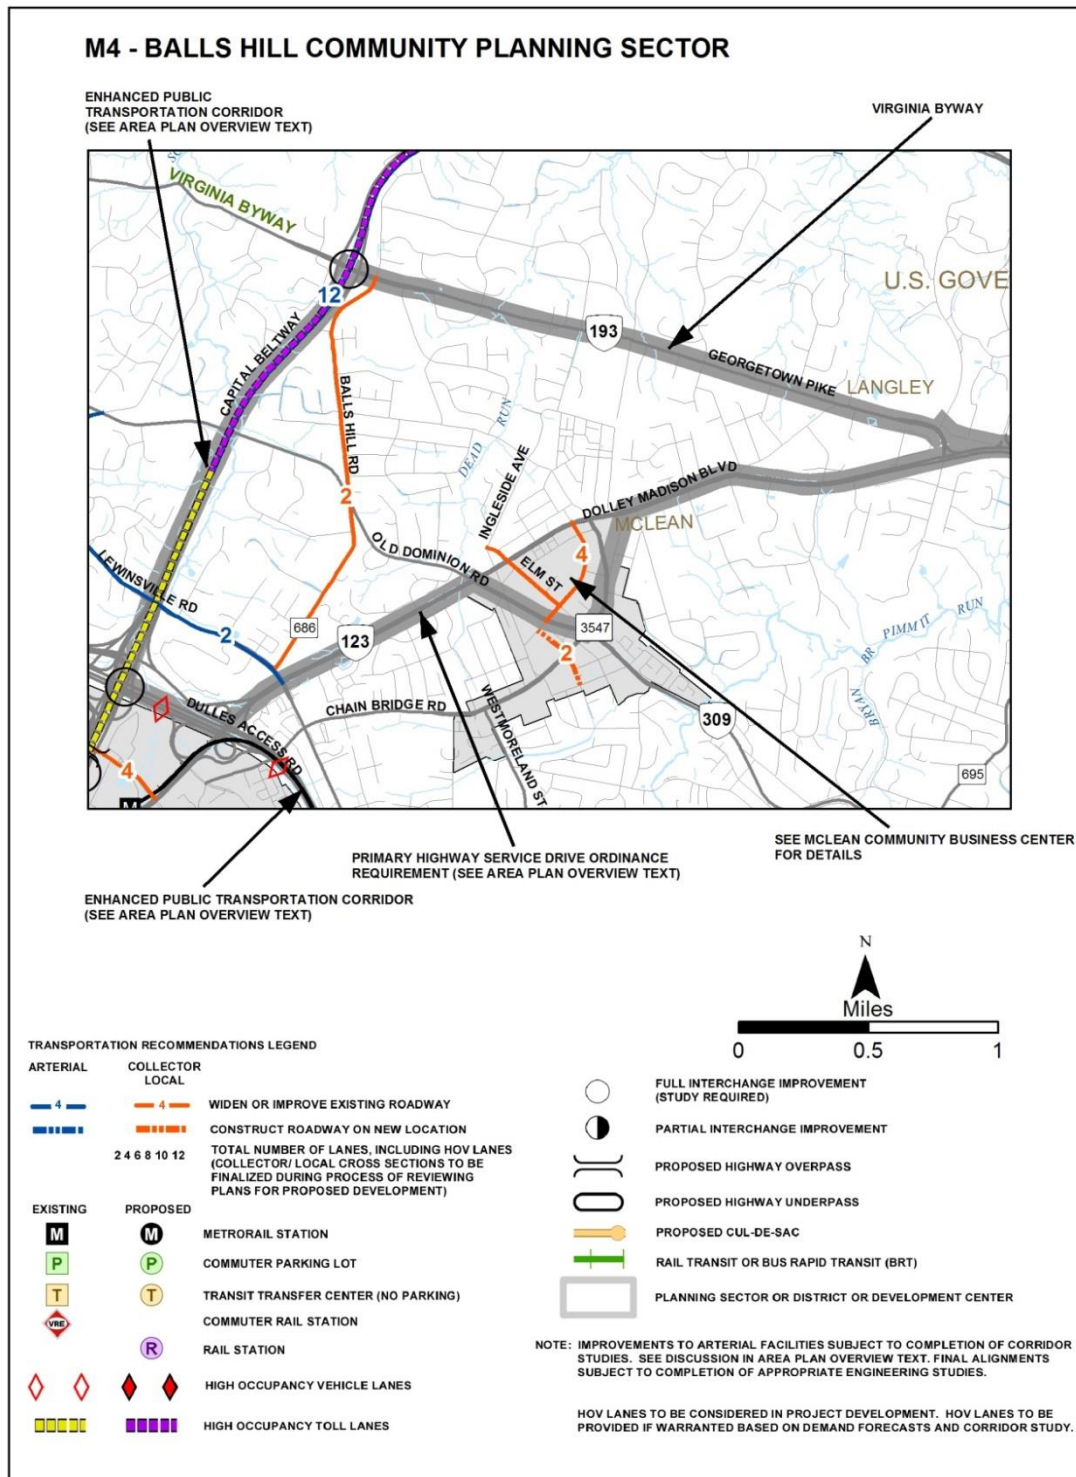 M4 - BALLS HILL COMMUNITY PLANNING SECTOR
ENHANCED PUBLIC
TRANSPORTATION CORRIDOR
(SEE AREA PLAN OVERVIEW TEXT)
VIRGINIA BYWAY
VIRGINIA BYWAY
12
U.S. GOVE
193
CAPITAL BELTWAY
GEORGETOWN PIKE
LANGLEY
BALLS HILL RD
DEAD RUN
INGLESIDE AVE
DOLLEY MADISON BLVD
2
MCLEAN
OLD DOMINION RD
4
ELM ST
LEWINSVILLE RD
2
686
123
3547
2
PIMMIT RUN
BRYAN BR
DULLES ACCESS RD
CHAIN BRIDGE RD
WESTMORELAND ST
309
4
695
M
SEE MCLEAN COMMUNITY BUSINESS CENTER
FOR DETAILS
PRIMARY HIGHWAY SERVICE DRIVE ORDINANCE
REQUIREMENT (SEE AREA PLAN OVERVIEW TEXT)
ENHANCED PUBLIC TRANSPORTATION CORRIDOR
(SEE AREA PLAN OVERVIEW TEXT)
N
Miles
0 0.5 1
TRANSPORTATION RECOMMENDATIONS LEGEND
ARTERIAL COLLECTOR
LOCAL
4 4 WIDEN OR IMPROVE EXISTING ROADWAY
CONSTRUCT ROADWAY ON NEW LOCATION
2 4 6 8 10 12 TOTAL NUMBER OF LANES, INCLUDING HOV LANES
(COLLECTOR/ LOCAL CROSS SECTIONS TO BE
FINALIZED DURING PROCESS OF REVIEWING
PLANS FOR PROPOSED DEVELOPMENT)
EXISTING PROPOSED
M M METRORAIL STATION
P P COMMUTER PARKING LOT
T T TRANSIT TRANSFER CENTER (NO PARKING)
VRE COMMUTER RAIL STATION
R RAIL STATION
HIGH OCCUPANCY VEHICLE LANES
HIGH OCCUPANCY TOLL LANES
FULL INTERCHANGE IMPROVEMENT
(STUDY REQUIRED)
PARTIAL INTERCHANGE IMPROVEMENT
PROPOSED HIGHWAY OVERPASS
PROPOSED HIGHWAY UNDERPASS
PROPOSED CUL-DE-SAC
RAIL TRANSIT OR BUS RAPID TRANSIT (BRT)
PLANNING SECTOR OR DISTRICT OR DEVELOPMENT CENTER
NOTE: IMPROVEMENTS TO ARTERIAL FACILITIES SUBJECT TO COMPLETION OF CORRIDOR
STUDIES. SEE DISCUSSION IN AREA PLAN OVERVIEW TEXT. FINAL ALIGNMENTS
SUBJECT TO COMPLETION OF APPROPRIATE ENGINEERING STUDIES.
HOV LANES TO BE CONSIDERED IN PROJECT DEVELOPMENT. HOV LANES TO BE
PROVIDED IF WARRANTED BASED ON DEMAND FORECASTS AND CORRIDOR STUDY.